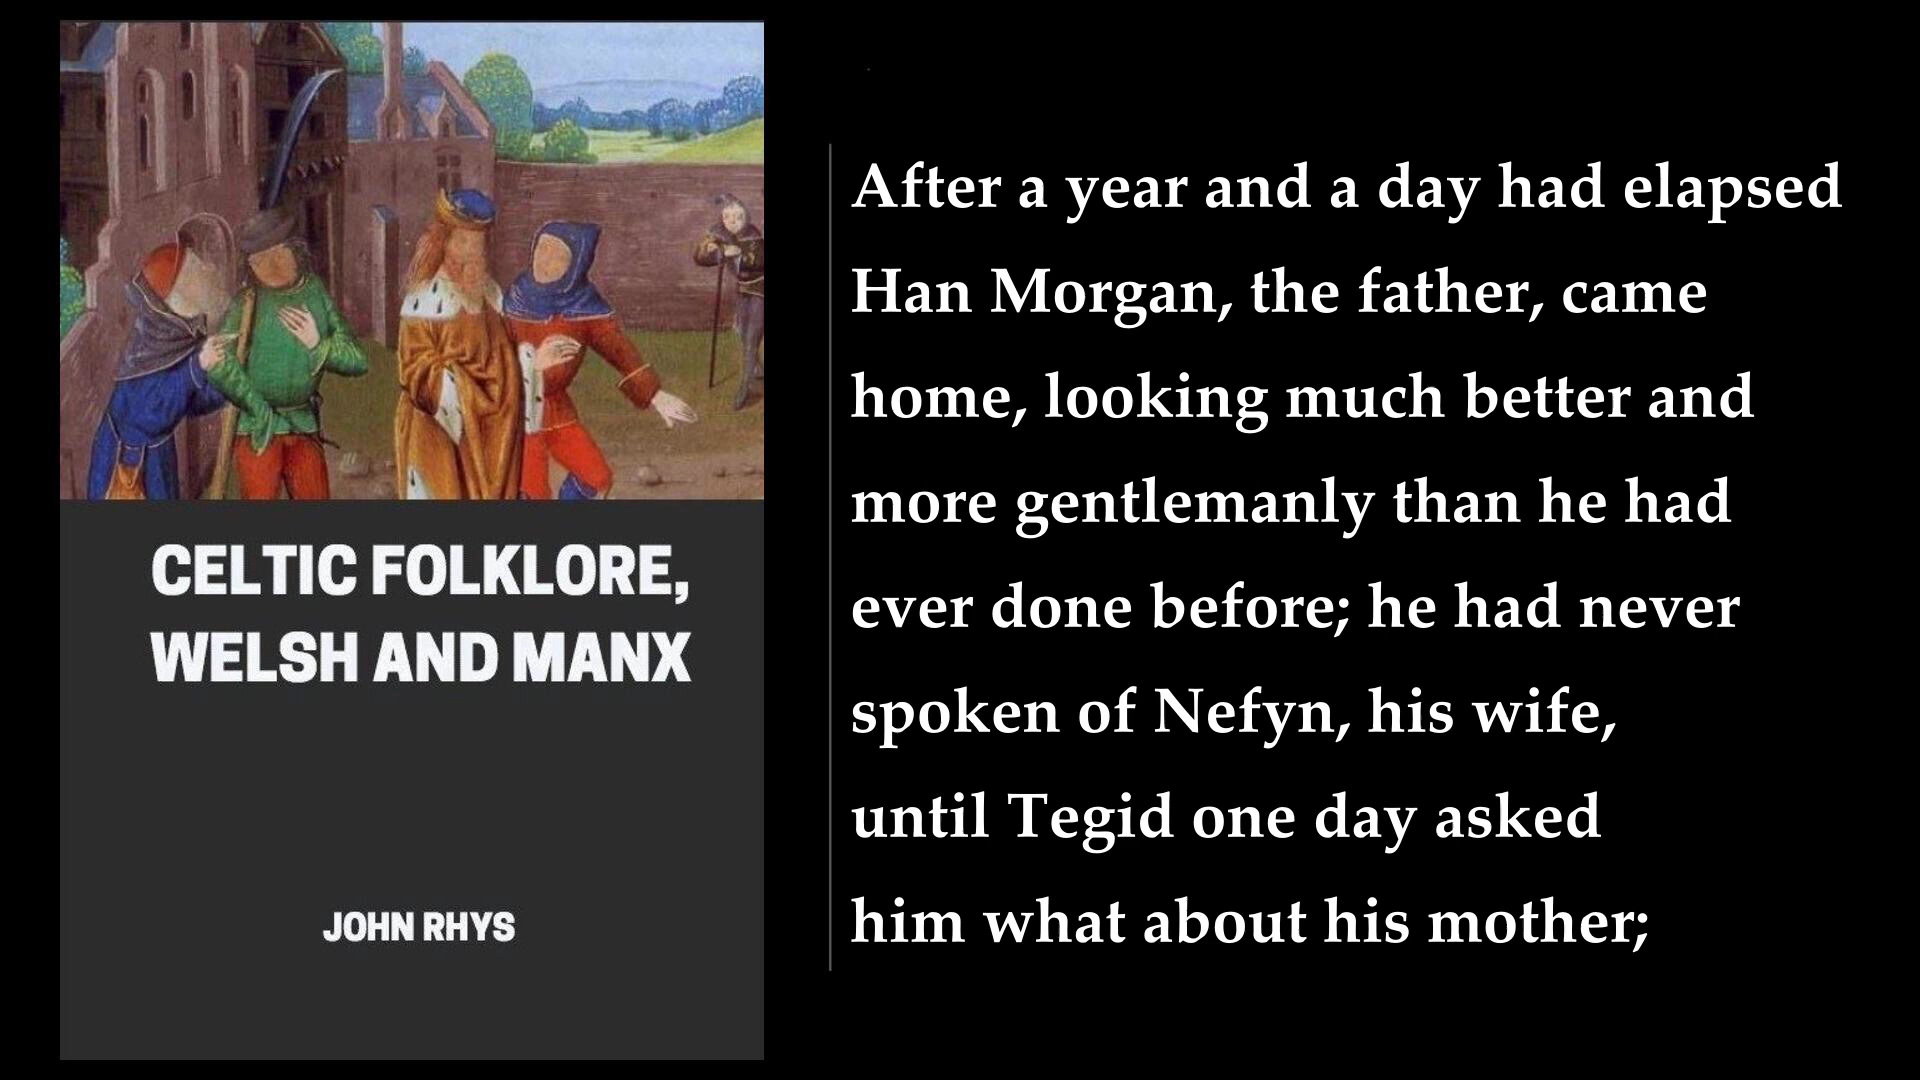 CELTIC FOLKLORE,
WELSH AND MANX
JOHN RHYS
After a year and a day had elapsed
Han Morgan, the father, came
home, looking much better and
more gentlemanly than he had
ever done before; he had never
spoken of Nefyn, his wife,
until Tegid one day asked
him what about his mother;